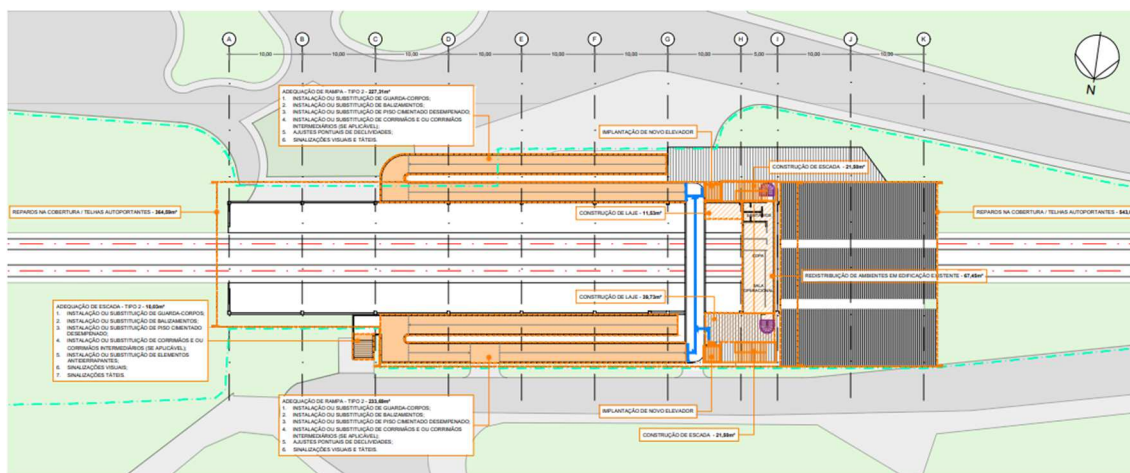 A B C D E F G H I J K
10,00 10,00 10,00 10,00 10,00 10,00 10,00 5,00 10,00 10,00
N
ADEQUAÇÃO DE RAMPA - TIPO 2 - 227,31m²
1. INSTALAÇÃO OU SUBSTITUIÇÃO DE GUARDA-CORPOS;
2. INSTALAÇÃO OU SUBSTITUIÇÃO DE BALIZAMENTOS;
3. INSTALAÇÃO OU SUBSTITUIÇÃO DE PISO CIMENTADO DESEMPENADO;
4. INSTALAÇÃO OU SUBSTITUIÇÃO DE CORRIMÃOS E OU CORRIMÃOS
INTERMEDIÁRIOS (SE APLICÁVEL);
5. AJUSTES PONTUAIS DE DECLIVIDADES;
6. SINALIZAÇÕES VISUAIS E TÁTEIS.
IMPLANTAÇÃO DE NOVO ELEVADOR
CONSTRUÇÃO DE ESCADA -
REPAROS NA COBERTURA / TELHAS AUTOPORTANTES -
CONSTRUÇÃO DE LAJE - 11,53m²
REPAROS NA COBERTURA / TELHAS AUTOPORTANTES -
COPA
SALA
OPERACIONAL
REDISTRIBUIÇÃO DE AMBIENTES EM EDIFICAÇÃO EXISTENTE - 67,45m²
CONSTRUÇÃO DE LAJE - 39,73m²
ADEQUAÇÃO DE ESCADA - TIPO 2 -
1. INSTALAÇÃO OU SUBSTITUIÇÃO DE GUARDA-CORPOS;
2. INSTALAÇÃO OU SUBSTITUIÇÃO DE BALIZAMENTOS;
3. INSTALAÇÃO OU SUBSTITUIÇÃO DE PISO CIMENTADO
DESEMPENADO;
4. INSTALAÇÃO OU SUBSTITUIÇÃO DE CORRIMÃOS E OU
CORRIMÃOS INTERMEDIÁRIOS (SE APLICÁVEL);
5. INSTALAÇÃO OU SUBSTITUIÇÃO DE ELEMENTOS
ANTIDERRAPANTES;
6. SINALIZAÇÕES VISUAIS;
7. SINALIZAÇÕES TÁTEIS.
ADEQUAÇÃO DE RAMPA - TIPO 2 -
1. INSTALAÇÃO OU SUBSTITUIÇÃO DE GUARDA-CORPOS;
2. INSTALAÇÃO OU SUBSTITUIÇÃO DE BALIZAMENTOS;
3. INSTALAÇÃO OU SUBSTITUIÇÃO DE PISO CIMENTADO DESEMPENADO;
4. INSTALAÇÃO OU SUBSTITUIÇÃO DE CORRIMÃOS E OU CORRIMÃOS
INTERMEDIÁRIOS (SE APLICÁVEL);
5. AJUSTES PONTUAIS DE DECLIVIDADES;
6. SINALIZAÇÕES VISUAIS E TÁTEIS.
IMPLANTAÇÃO DE NOVO ELEVADOR
CONSTRUÇÃO DE ESCADA -